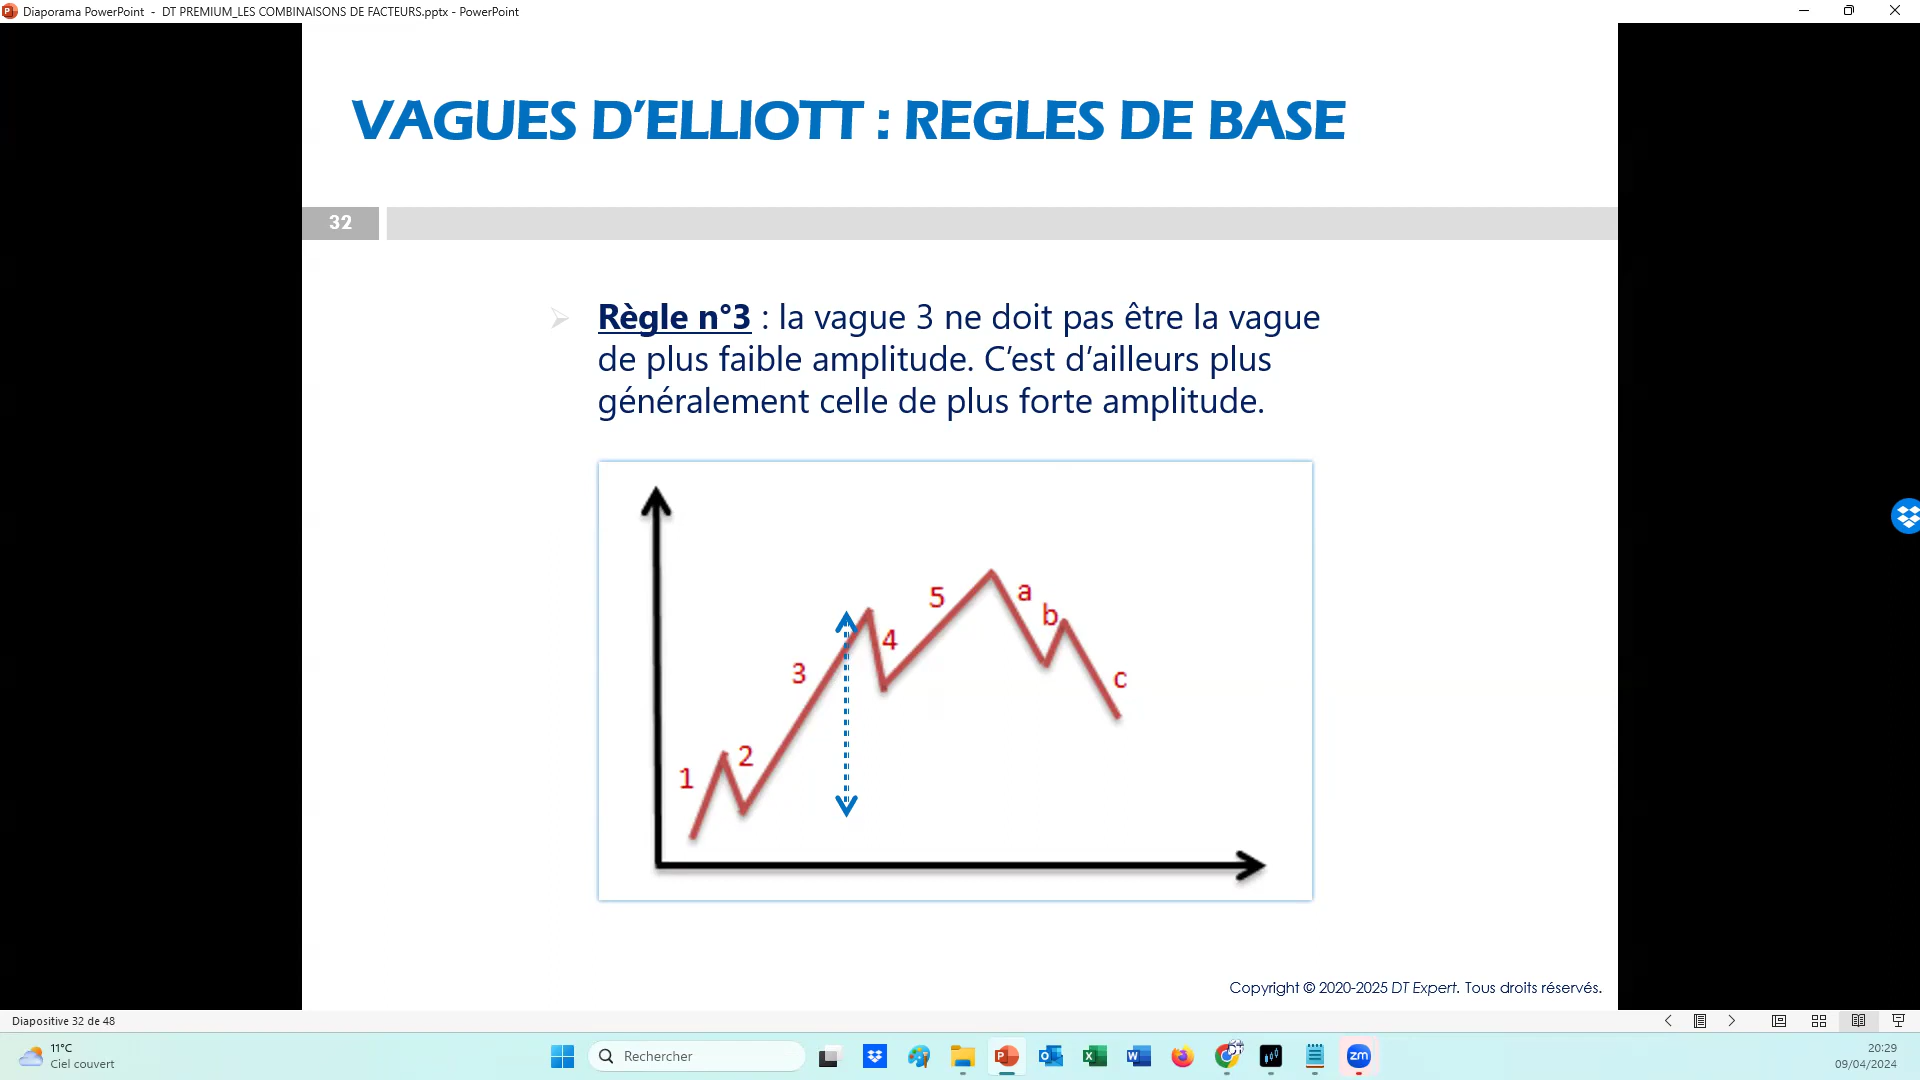 Diaporama PowerPoint - DT PREMIUM_LES COMBINAISONS DE FACTEURS.pptx - PowerPoint
VAGUES D’ELLIOTT : REGLES DE BASE
32
Règle n°3 : la vague 3 ne doit pas être la vague
de plus faible amplitude. C’est d’ailleurs plus
généralement celle de plus forte amplitude.
5
a
b
4
3
c
2
1
Copyright © 2020-2025 DT Expert. Tous droits réservés.
Diapositive 32 de 48
11°C
Ciel couvert
Rechercher
zm
20:29
09/04/2024